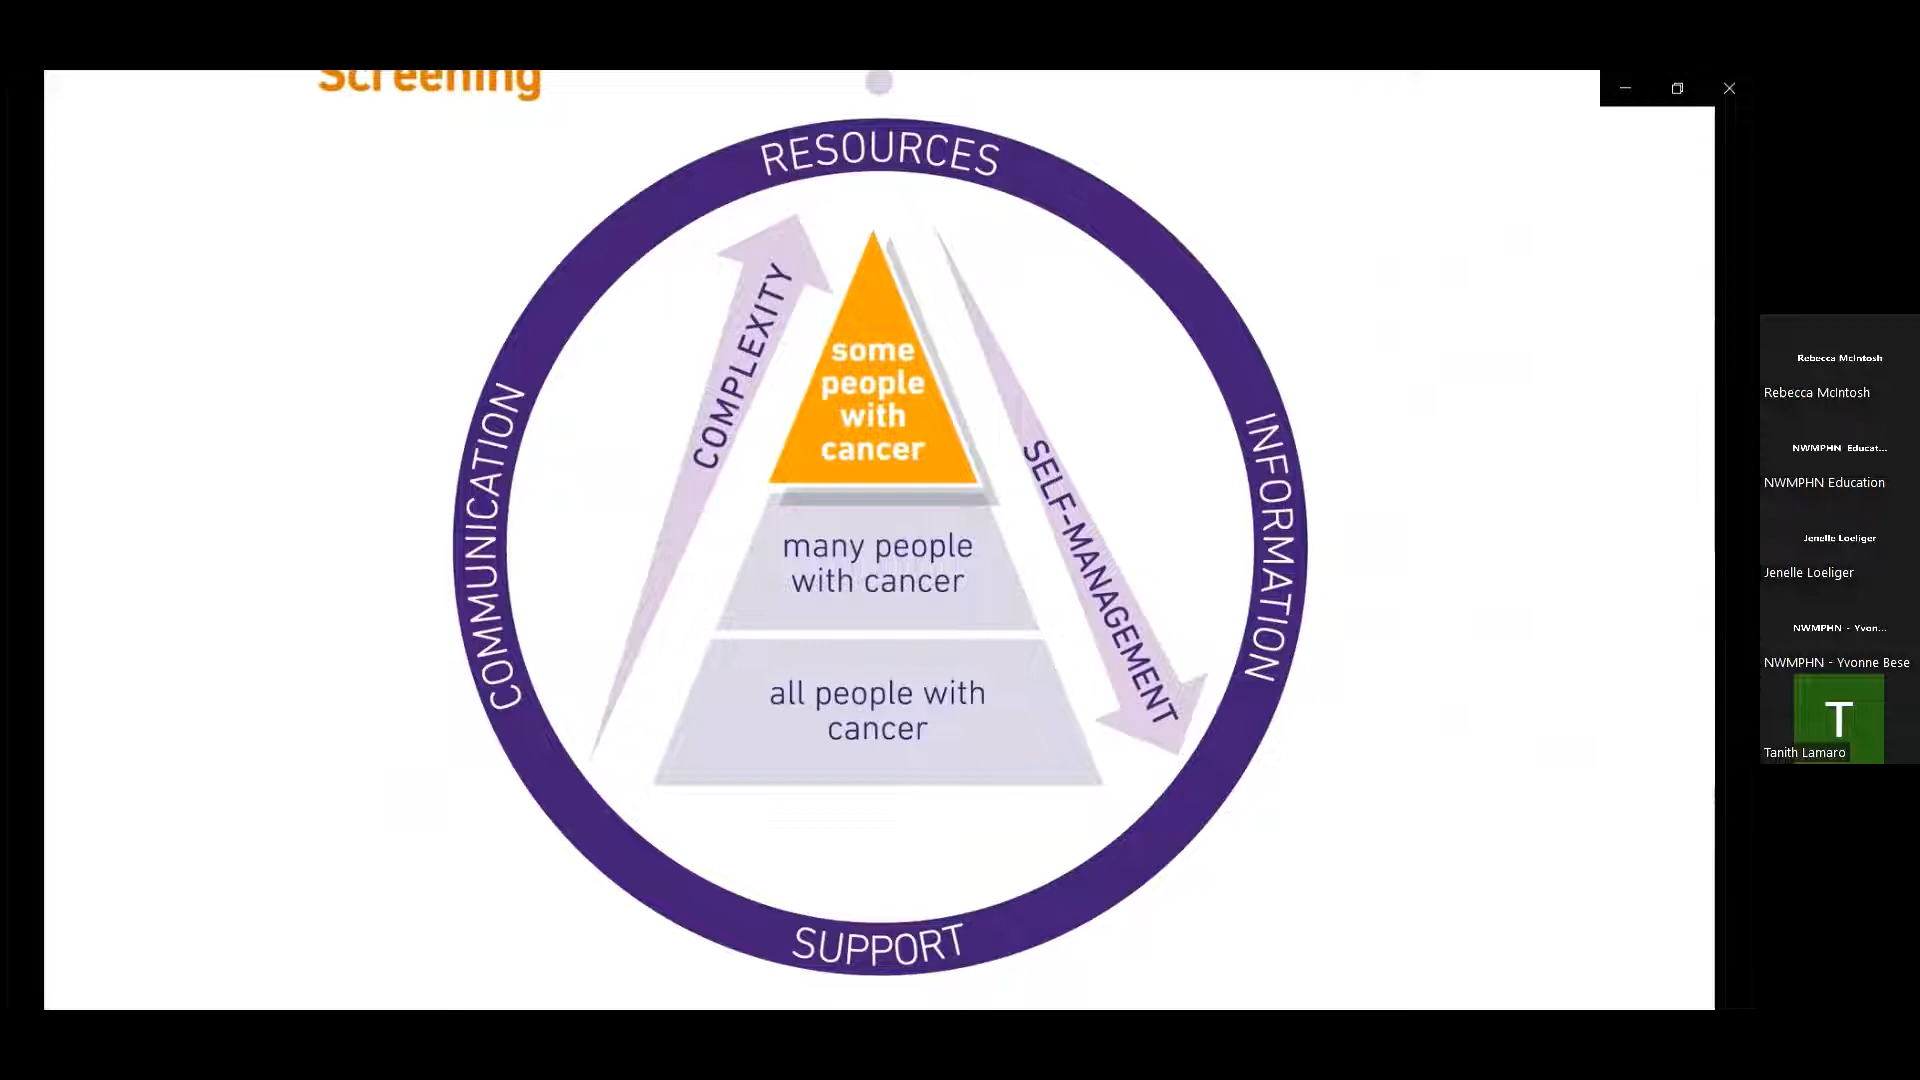 Screening
RESOURCES
COMPLEXITY
some
people
with
cancer
SELF-MANAGEMENT
COMMUNICATION
INFORMATION
many people
with cancer
all people with
cancer
SUPPORT
Rebecca McIntosh
Rebecca McIntosh
NWMPHN Educat...
NWMPHN Education
Jenelle Loeliger
Jenelle Loeliger
NWMPHN - Yvon...
NWMPHN - Yvonne Bese
T
Tanith Lamaro